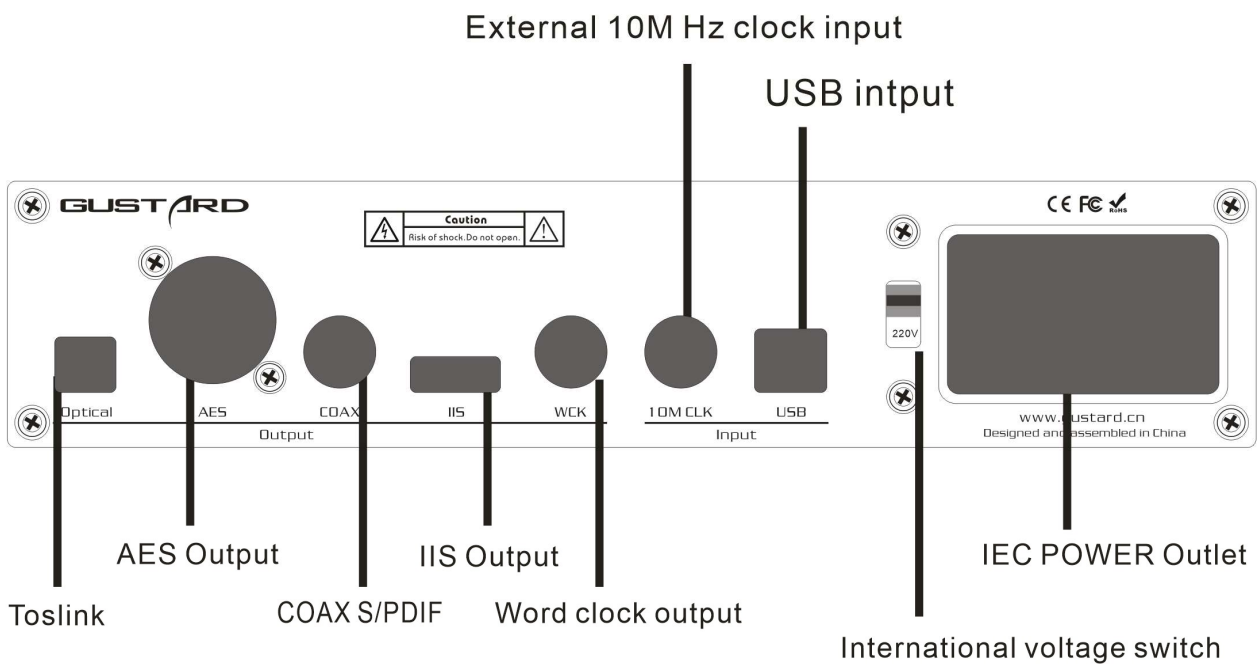 External 10M Hz clock input
USB intput
GUSTARD
Caution
Risk of shock.Do not open.
CE FC RoHS
220V
Optical
AES
COAX
IIS
WCK
10M CLK
USB
Output
Input
www.gustard.cn
Designed and assembled in China
AES Output
IIS Output
IEC POWER Outlet
Toslink
COAX S/PDIF
Word clock output
International voltage switch